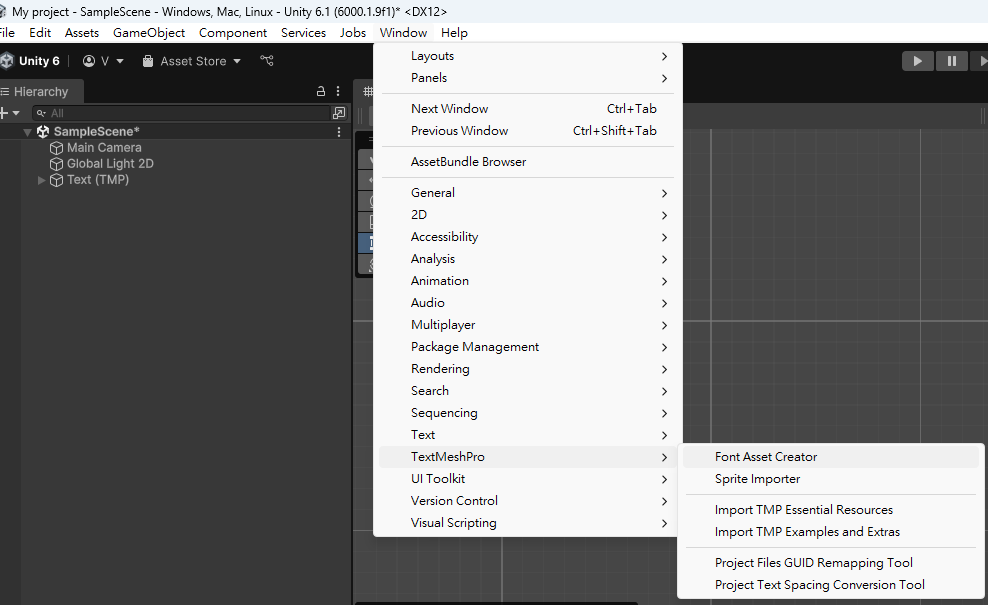 My project - SampleScene - Windows, Mac, Linux - Unity 6.1 (6000.1.9f1)* <DX12>
File Edit Assets GameObject Component Services Jobs Window Help
Unity 6 V Asset Store
Hierarchy
All
SampleScene*
Main Camera
Global Light 2D
Text (TMP)
Layouts
Panels
Next Window Ctrl+Tab
Previous Window Ctrl+Shift+Tab
AssetBundle Browser
General
2D
Accessibility
Analysis
Animation
Audio
Multiplayer
Package Management
Rendering
Search
Sequencing
Text
TextMeshPro
UI Toolkit
Version Control
Visual Scripting
Font Asset Creator
Sprite Importer
Import TMP Essential Resources
Import TMP Examples and Extras
Project Files GUID Remapping Tool
Project Text Spacing Conversion Tool